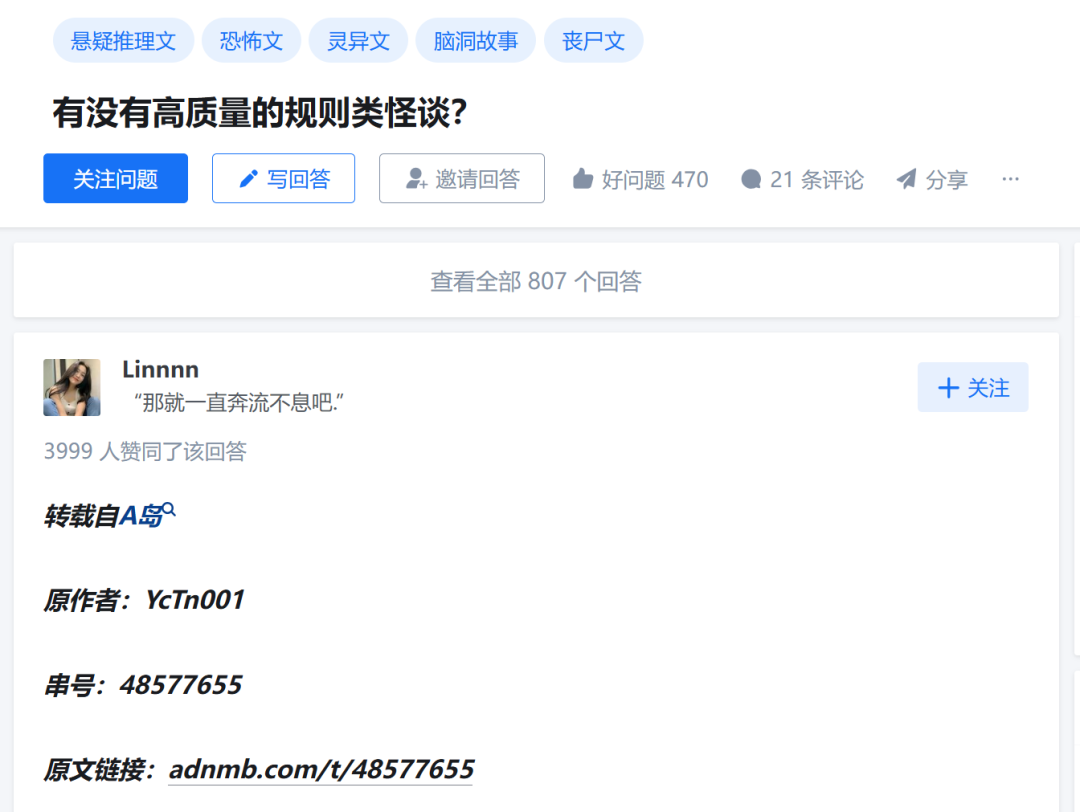 悬疑推理文 恐怖文 灵异文 脑洞故事 丧尸文
有没有高质量的规则类怪谈？
关注问题 写回答 邀请回答 好问题 470 21 条评论 分享 ...
查看全部 807 个回答
Linnnn
“那就一直奔流不息吧.”
+ 关注
3999 人赞同了该回答
转载自A岛
原作者：YcTn001
串号：48577655
原文链接：adnmb.com/t/48577655